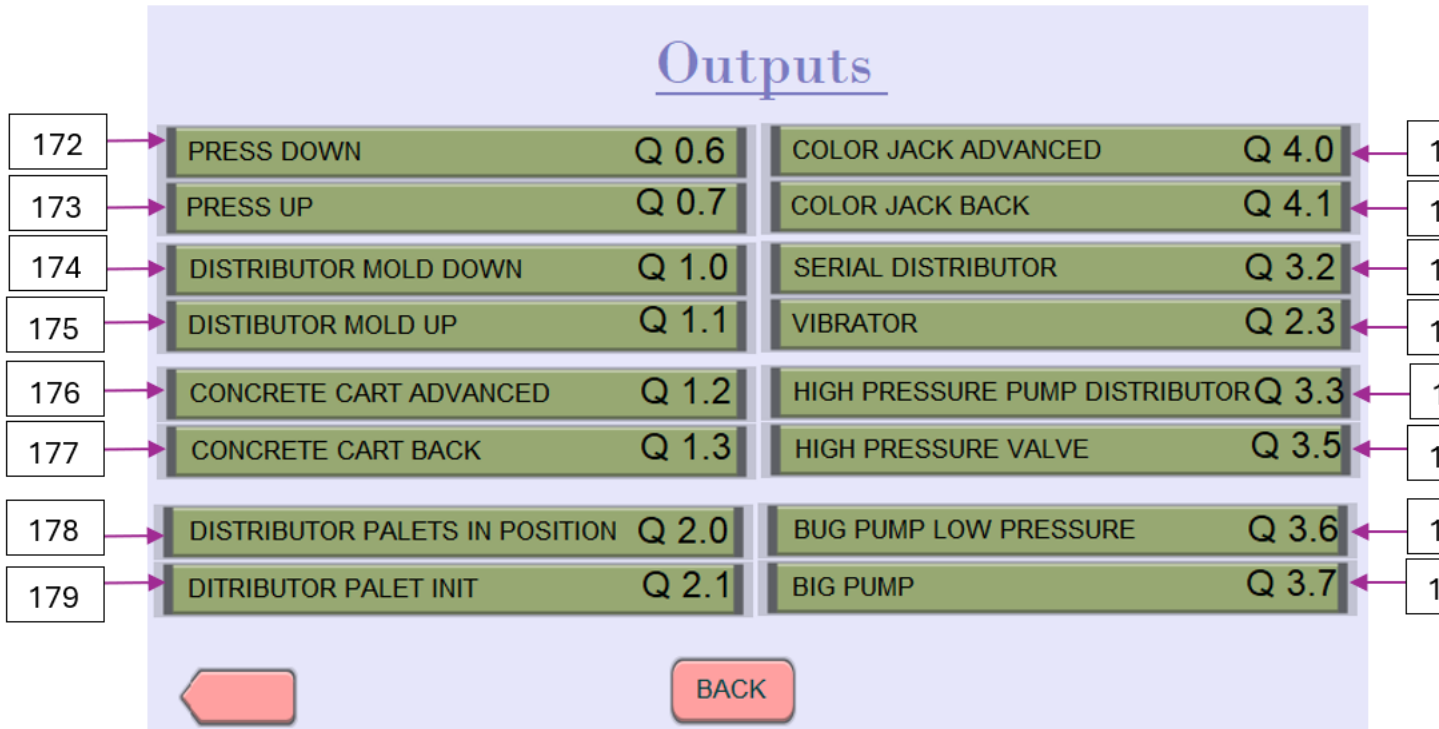 Outputs
172 PRESS DOWN Q 0.6 COLOR JACK ADVANCED Q 4.0
173 PRESS UP Q 0.7 COLOR JACK BACK Q 4.1
174 DISTRIBUTOR MOLD DOWN Q 1.0 SERIAL DISTRIBUTOR Q 3.2
175 DISTIBUTOR MOLD UP Q 1.1 VIBRATOR Q 2.3
176 CONCRETE CART ADVANCED Q 1.2 HIGH PRESSURE PUMP DISTRIBUTOR Q 3.3
177 CONCRETE CART BACK Q 1.3 HIGH PRESSURE VALVE Q 3.5
178 DISTRIBUTOR PALETS IN POSITION Q 2.0 BUG PUMP LOW PRESSURE Q 3.6
179 DITRIBUTOR PALET INIT Q 2.1 BIG PUMP Q 3.7
BACK